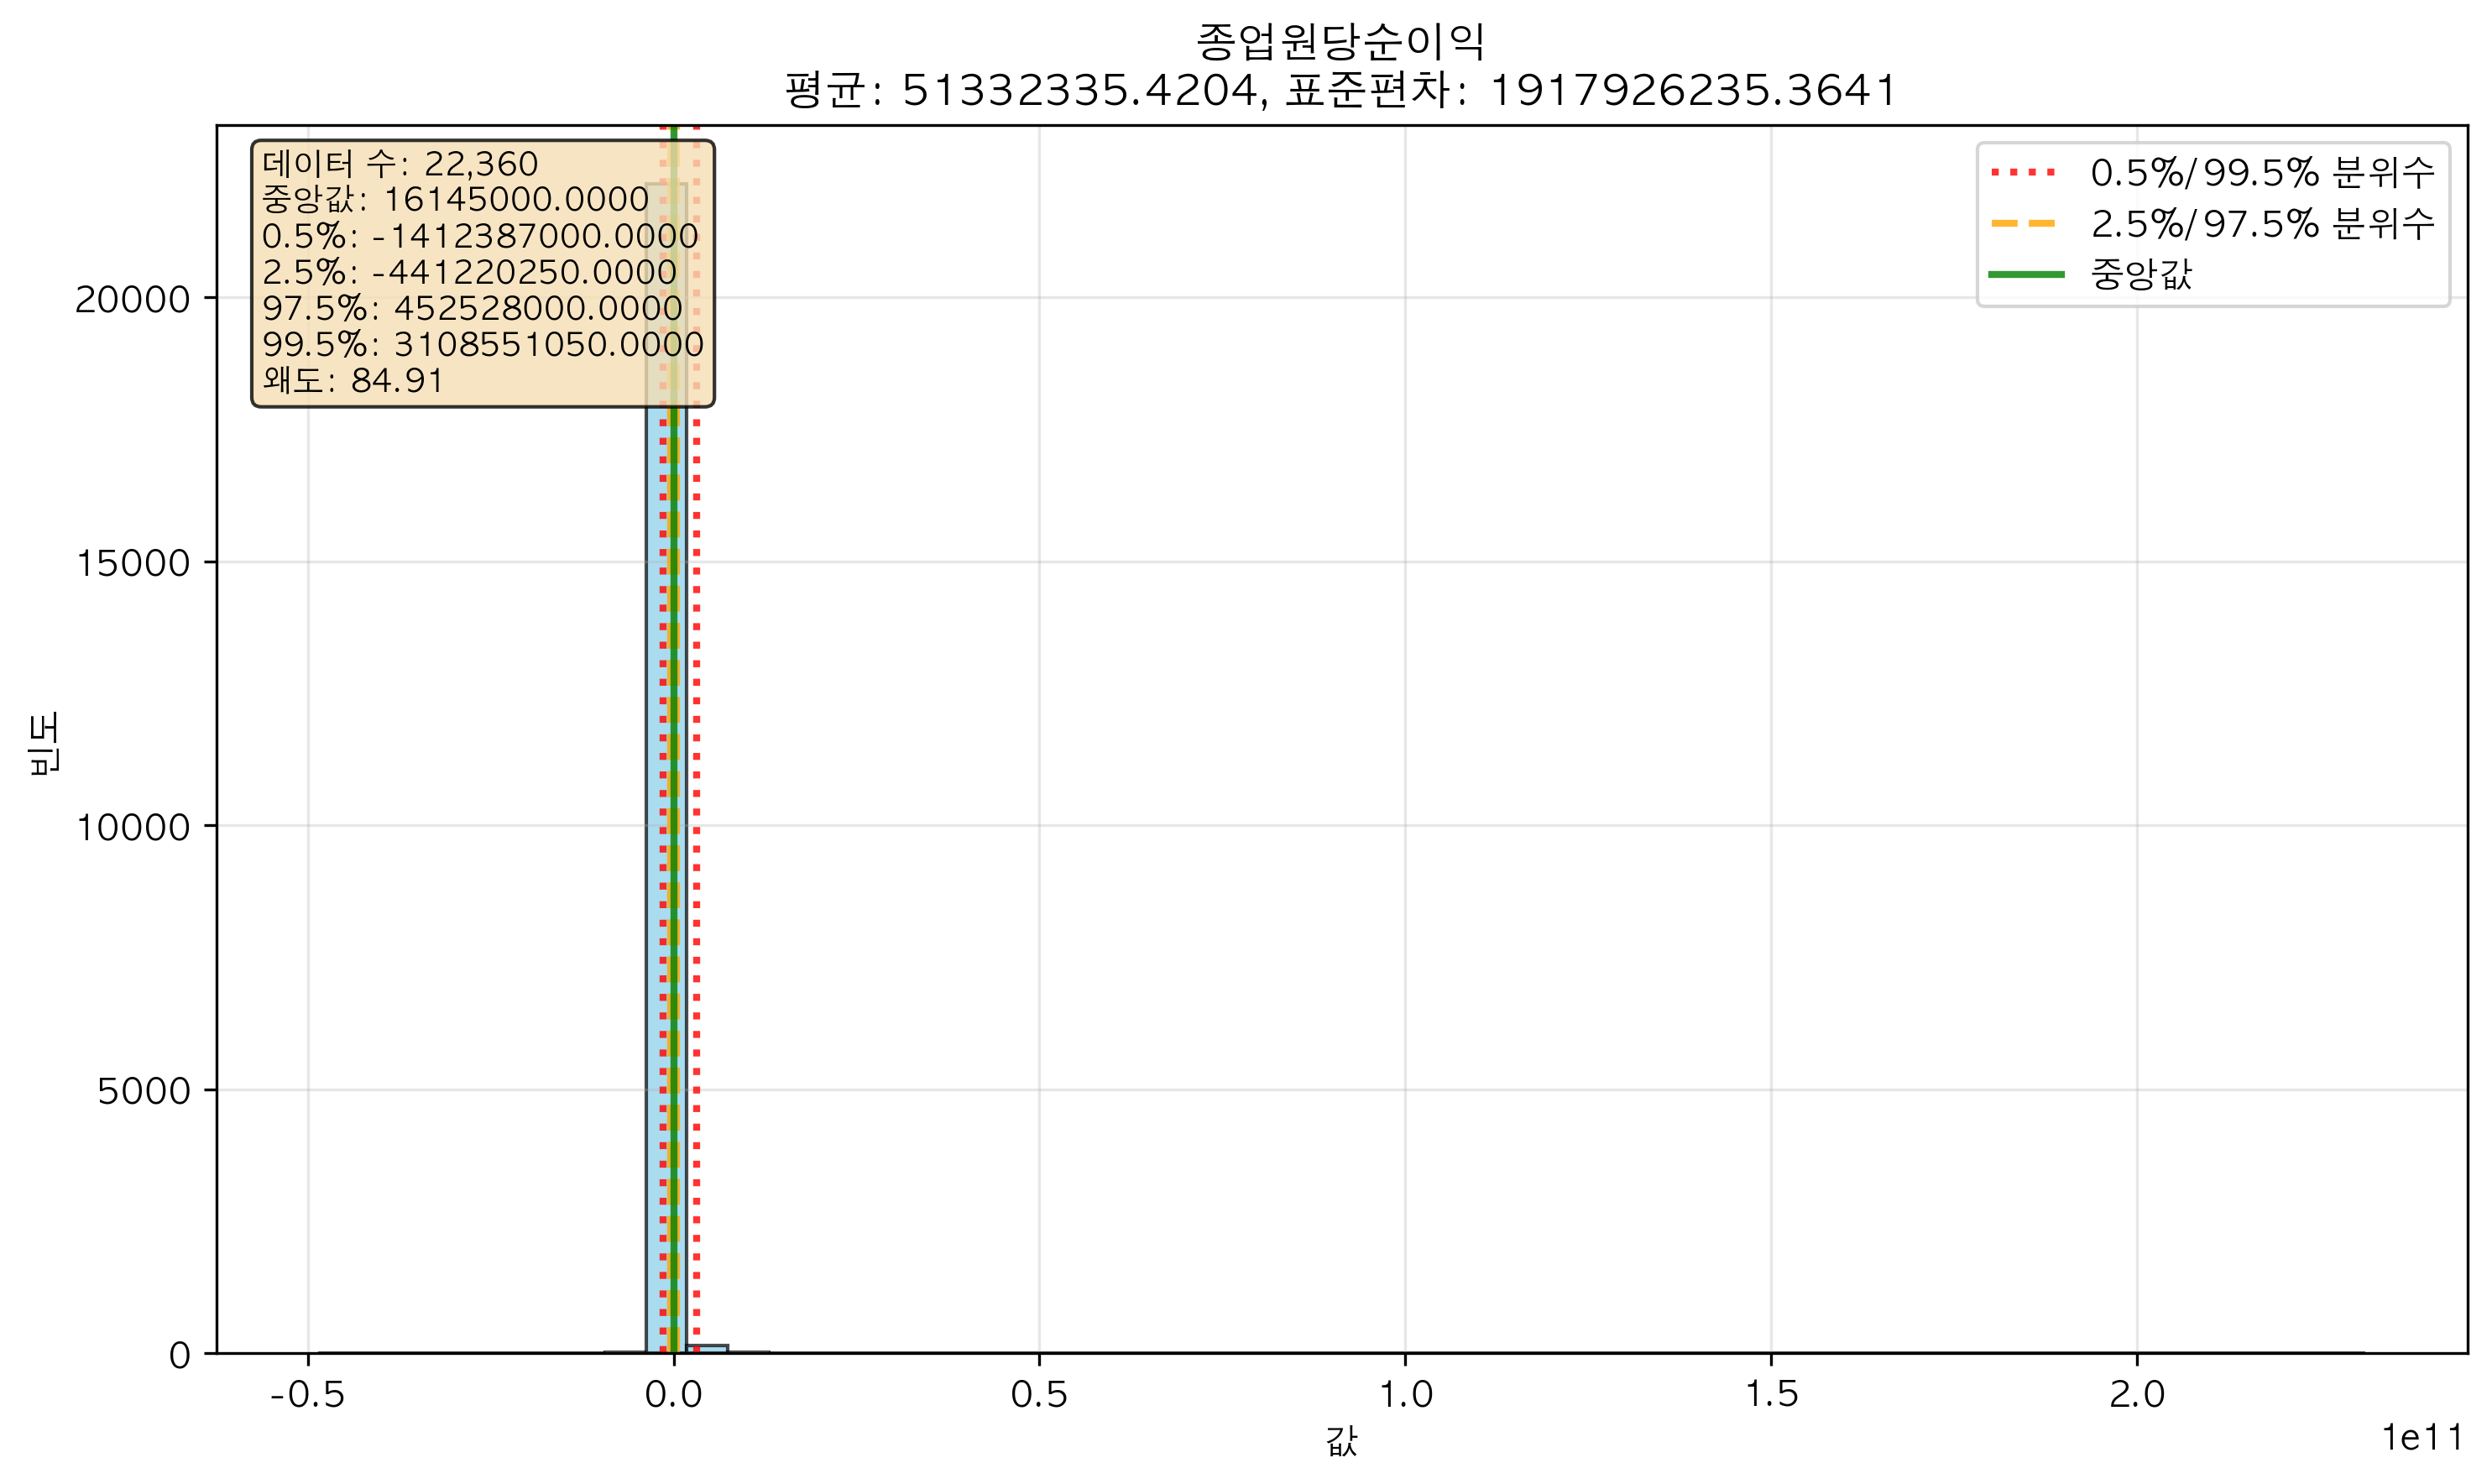 종업원당순이익
평균: 51332335.4204, 표준편차: 1917926235.3641
데이터 수: 22,360
중앙값: 16145000.0000
0.5%: -1412387000.0000
2.5%: -441220250.0000
97.5%: 452528000.0000
99.5%: 3108551050.0000
왜도: 84.91
0.5%/99.5% 분위수
2.5%/97.5% 분위수
중앙값
빈도
20000
15000
10000
5000
0
-0.5
0.0
0.5
1.0
1.5
2.0
1e11
값